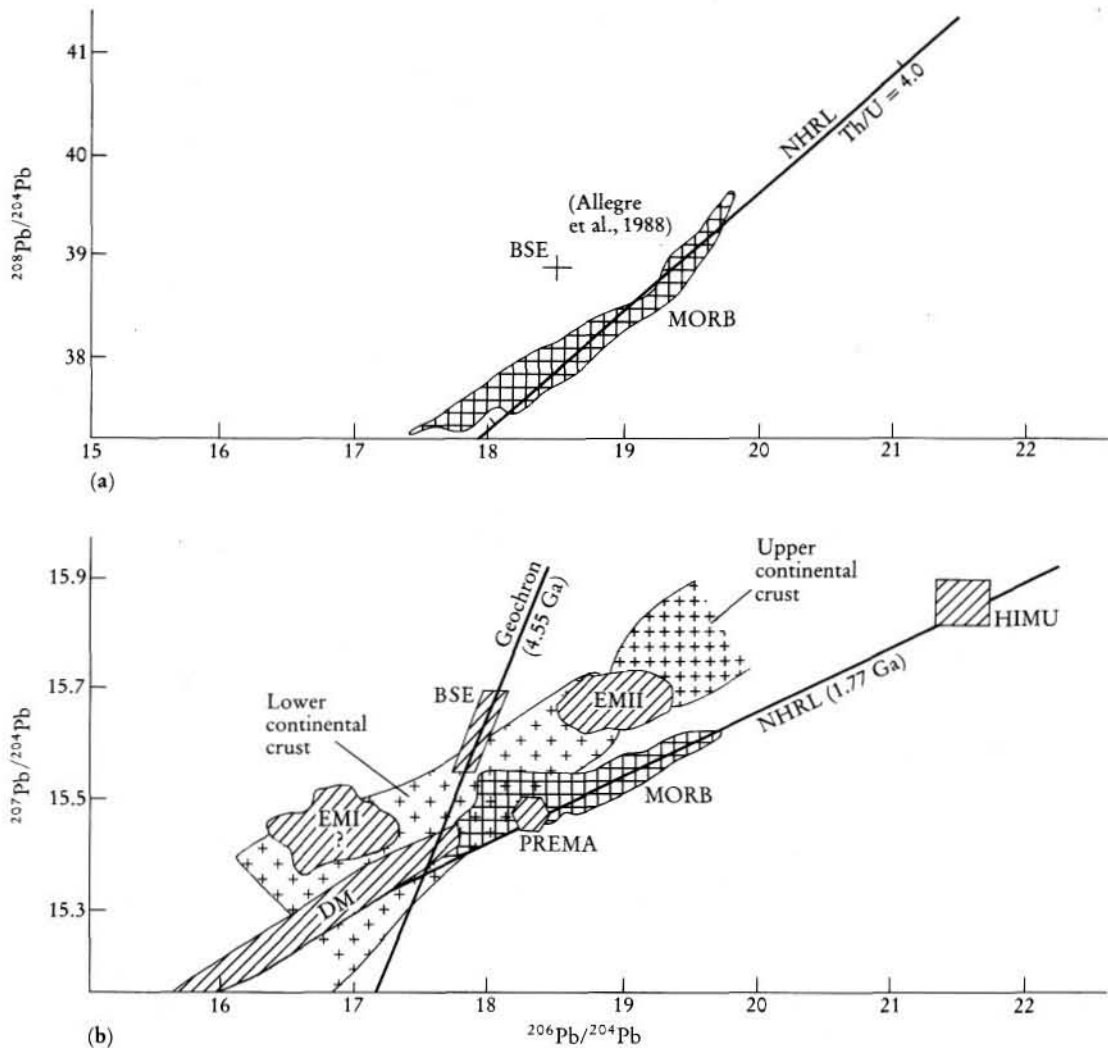 41
40
39
38
208Pb/204Pb
NHRL
Th/U = 4.0
(Allegre
et al., 1988)
BSE
MORB
15
16
17
18
19
20
21
22
(a)
15.9
15.7
15.5
15.3
207Pb/204Pb
Geochron
(4.55 Ga)
Upper
continental
crust
HIMU
BSE
EMII
NHRL (1.77 Ga)
Lower
continental
crust
MORB
EMI
?
PREMA
DM
16
17
18
19
20
21
22
(b)
206Pb/204Pb